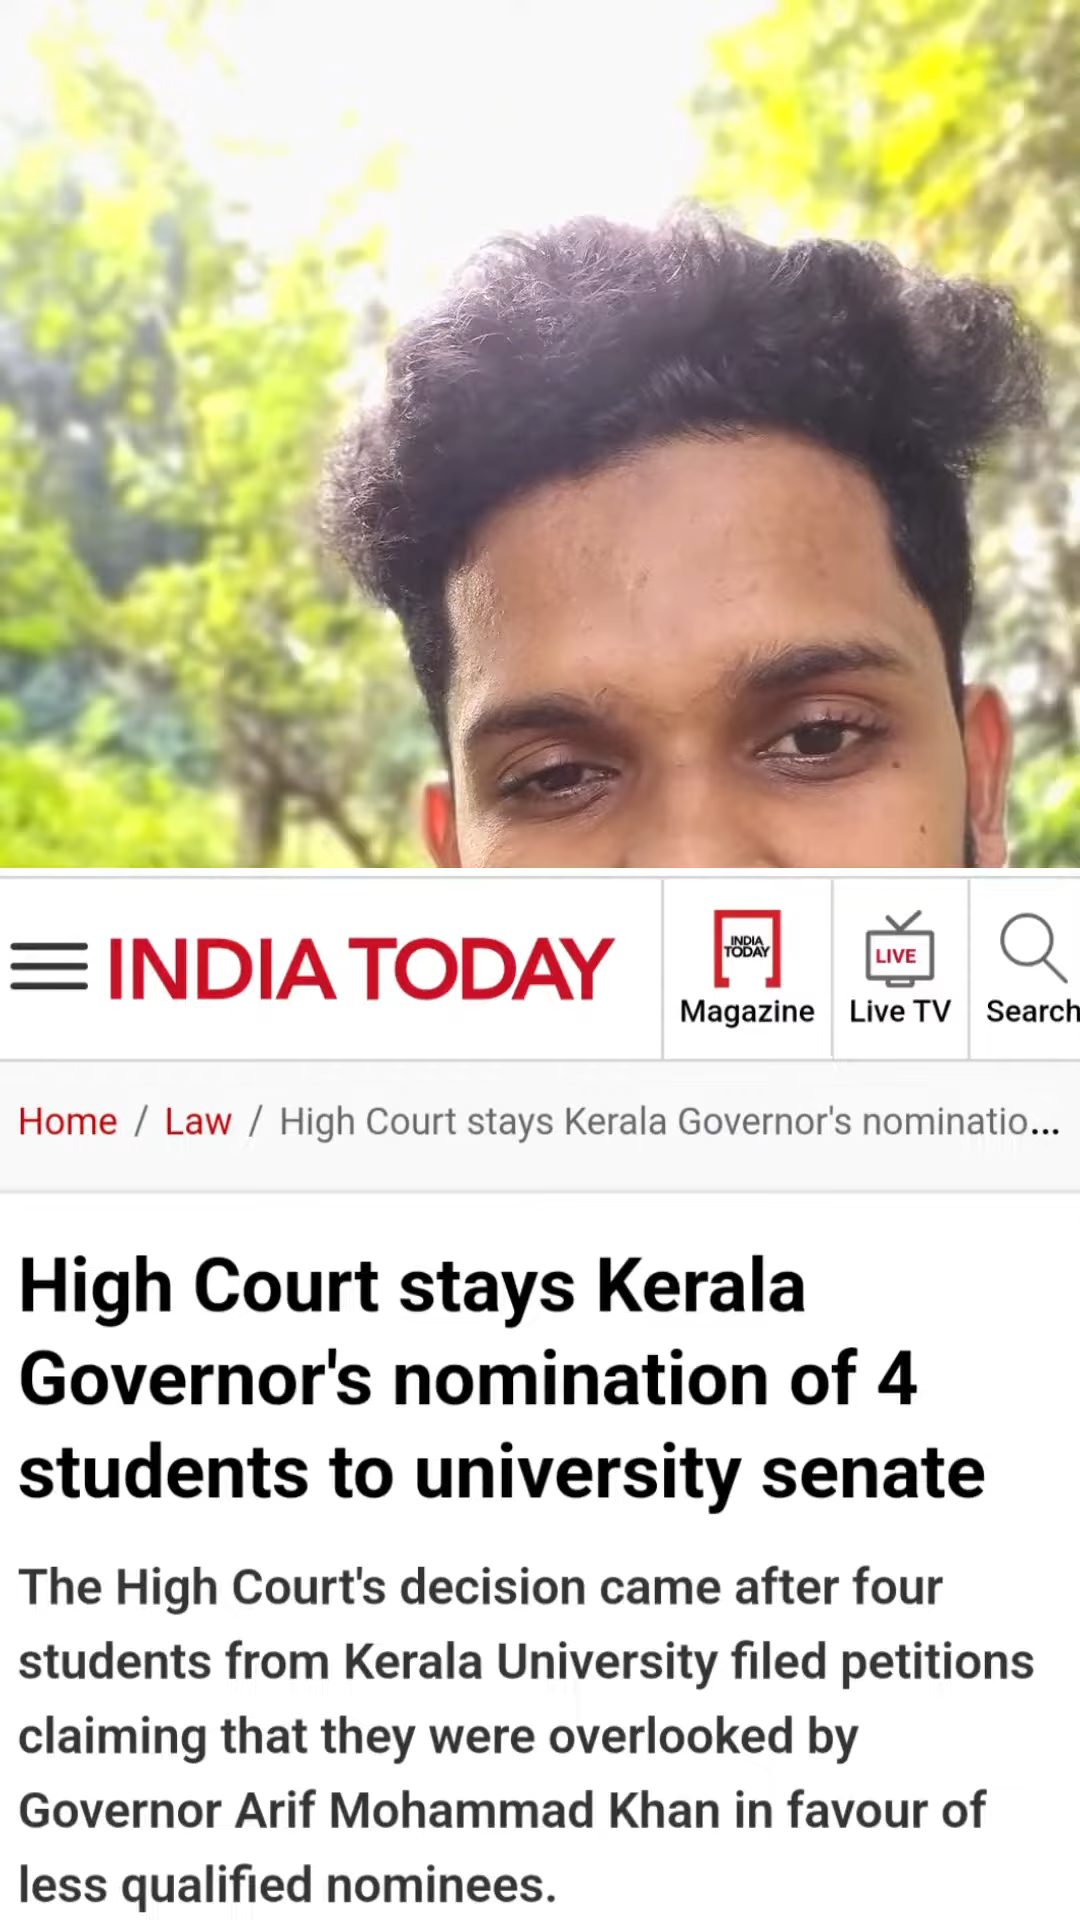 INDIA TODAY
INDIA
TODAY
Magazine
LIVE
Live TV
Search
Home / Law / High Court stays Kerala Governor's nominatio...
High Court stays Kerala
Governor's nomination of 4
students to university senate
The High Court's decision came after four
students from Kerala University filed petitions
claiming that they were overlooked by
Governor Arif Mohammad Khan in favour of
less qualified nominees.